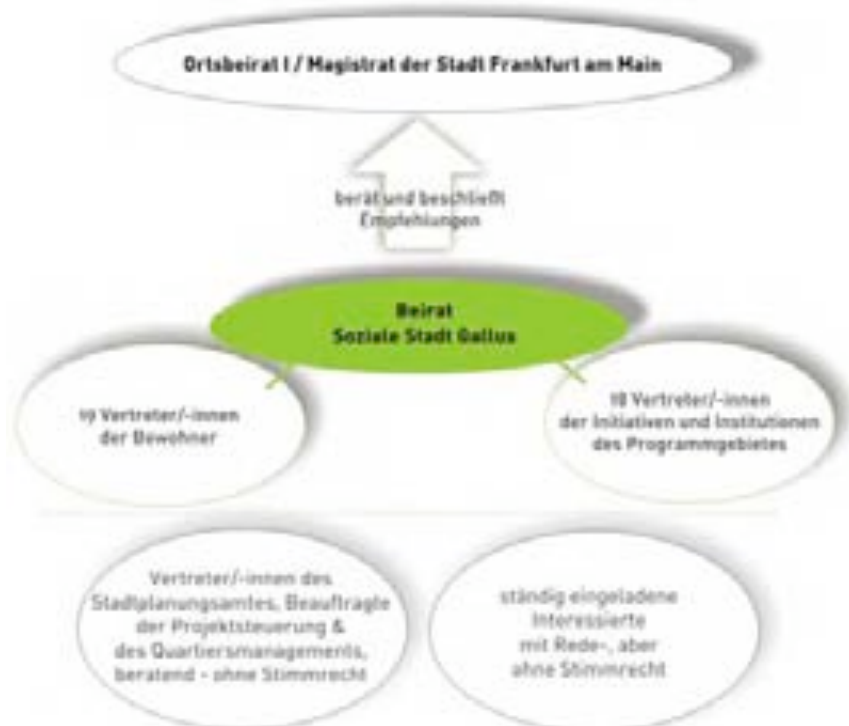 Ortsbeirat I / Magistrat der Stadt Frankfurt am Main
berät und beschließt
Empfehlungen
Beirat
Soziale Stadt Gallus
19 Vertreter/-innen
der Bewohner
18 Vertreter/-innen
der Initiativen und Institutionen
des Programmgebietes
Vertreter/-innen des
Stadtplanungsamtes, Beauftragte
der Projektsteuerung &
des Quartiersmanagements,
beratend - ohne Stimmrecht
ständig eingeladene
Interessierte
mit Rede-, aber
ohne Stimmrecht